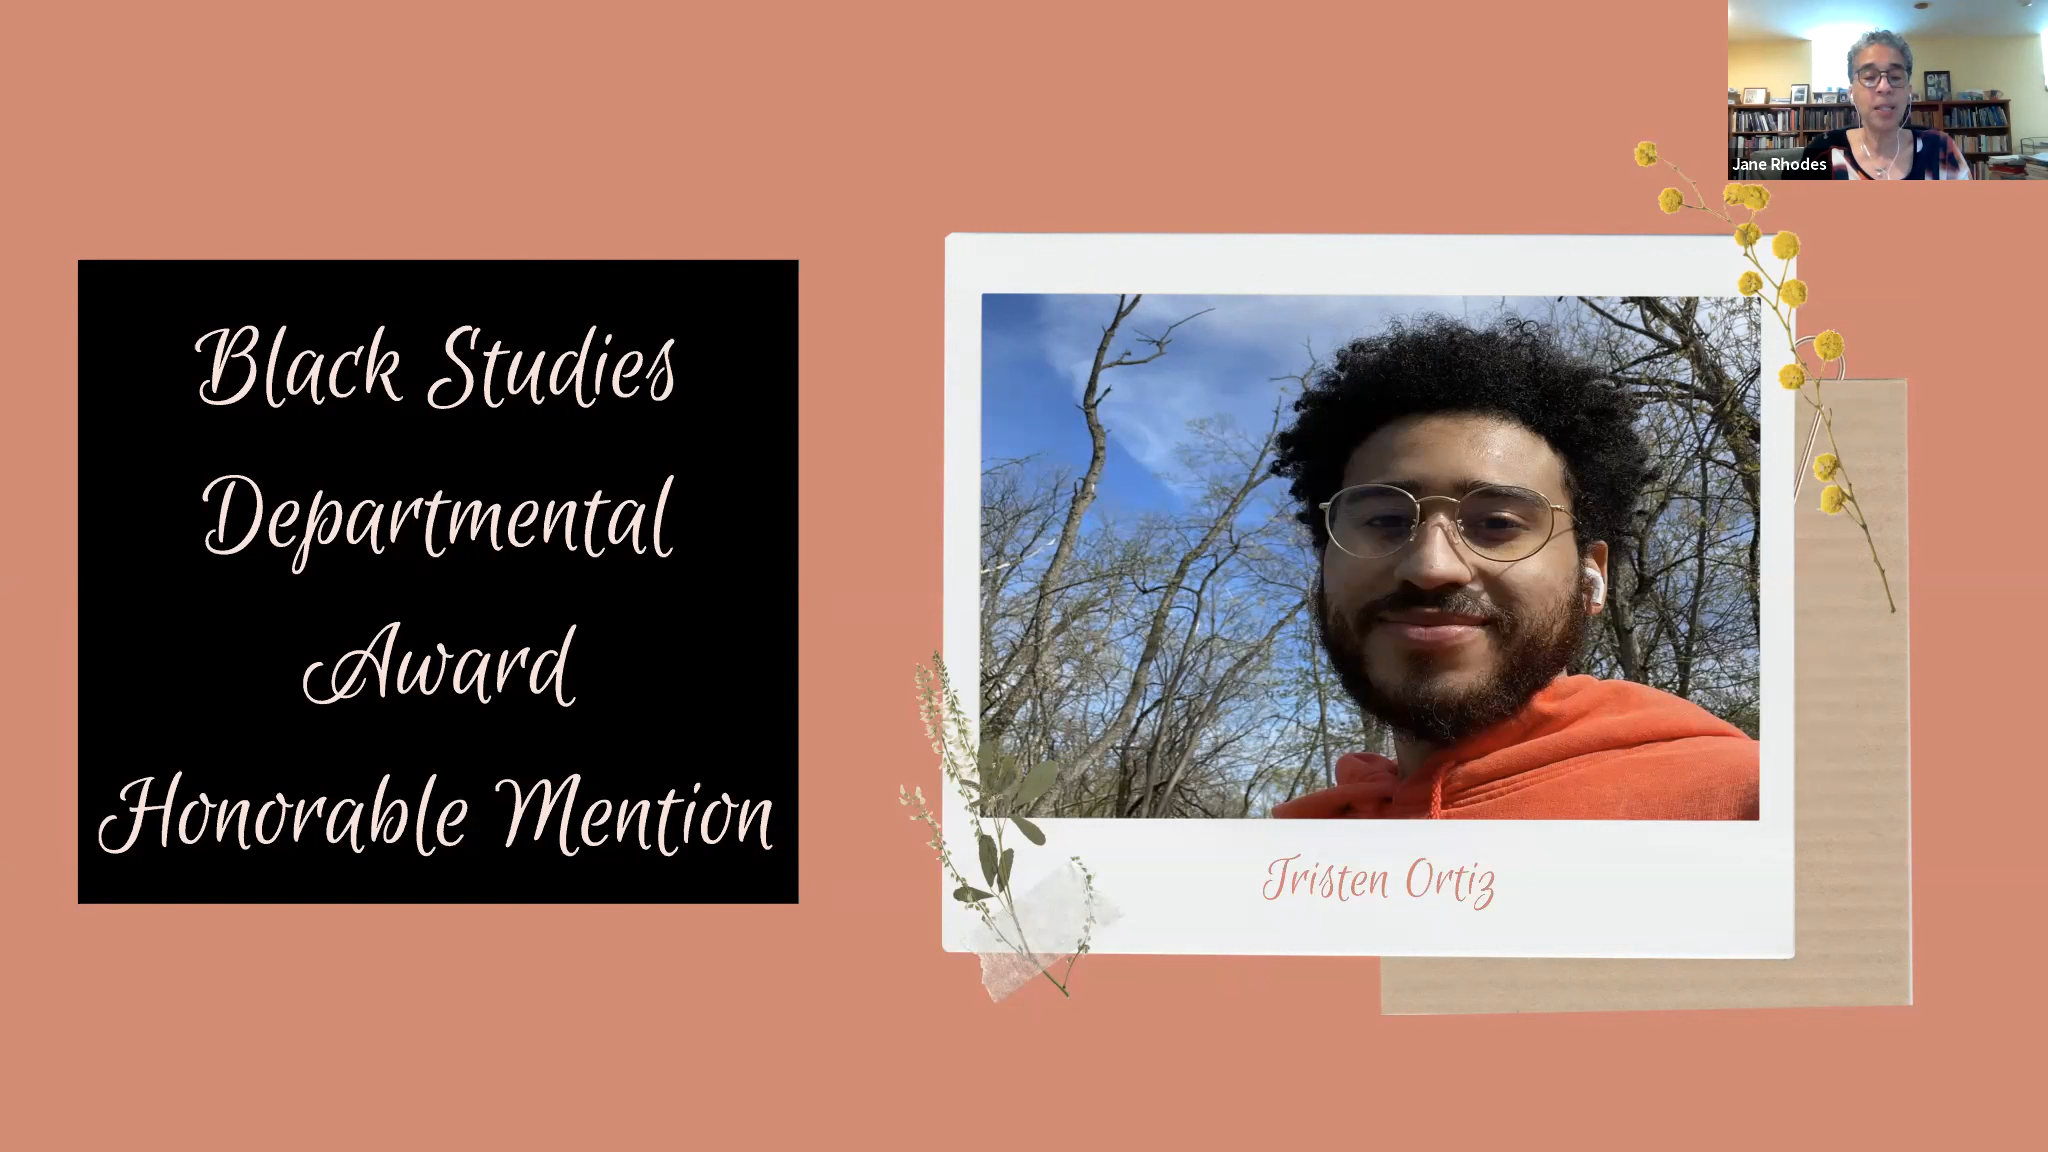 Black Studies
Departmental
Award
Honorable Mention
Tristen Ortiz
Jane Rhodes